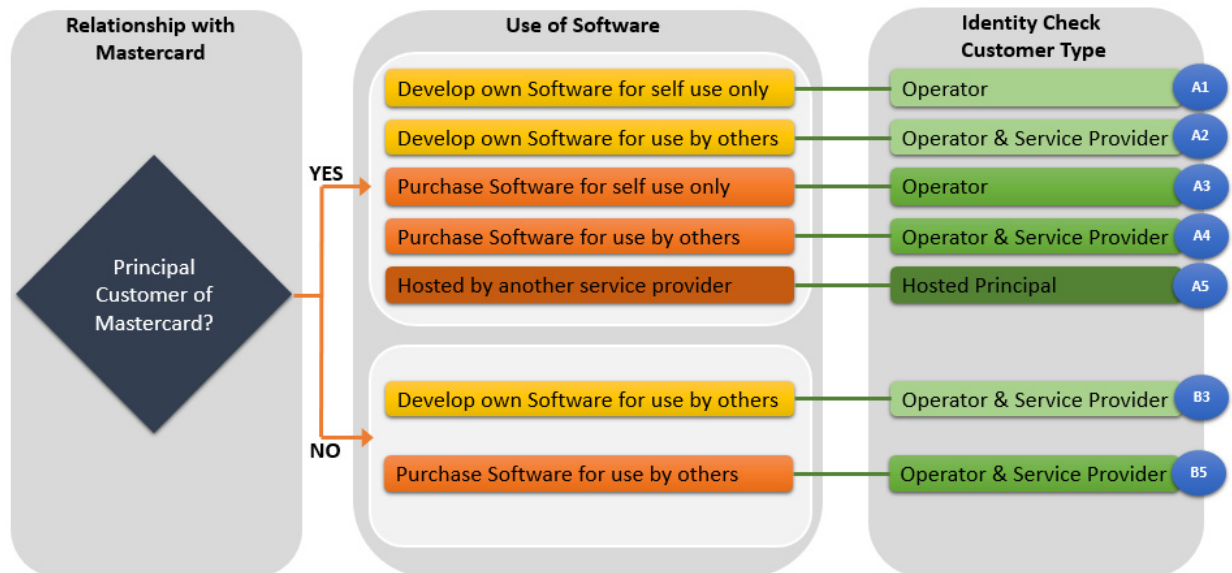 Relationship with
Mastercard
Use of Software
Identity Check
Customer Type
Principal
Customer of
Mastercard?
YES
Develop own Software for self use only
Operator
A1
Develop own Software for use by others
Operator & Service Provider
A2
Purchase Software for self use only
Operator
A3
Purchase Software for use by others
Operator & Service Provider
A4
Hosted by another service provider
Hosted Principal
A5
NO
Develop own Software for use by others
Operator & Service Provider
B3
Purchase Software for use by others
Operator & Service Provider
B5